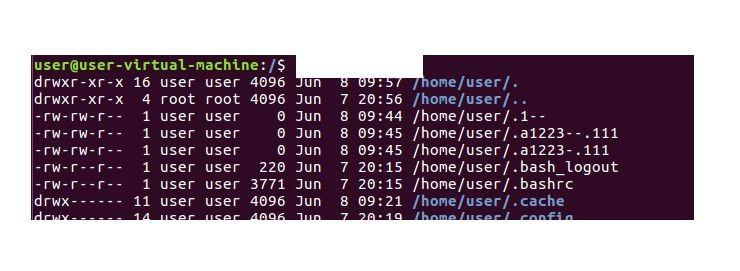 user@user-virtual-machine:/$
drwxr-xr-x 16 user user 4096 Jun  8 09:57 /home/user/.
drwxr-xr-x  4 root root 4096 Jun  7 20:56 /home/user/..
-rw-rw-r--  1 user user    0 Jun  8 09:44 /home/user/.1--
-rw-rw-r--  1 user user    0 Jun  8 09:45 /home/user/.a1223--.111
-rw-rw-r--  1 user user    0 Jun  8 09:45 /home/user/.a1223-.111
-rw-r--r--  1 user user  220 Jun  7 20:15 /home/user/.bash_logout
-rw-r--r--  1 user user 3771 Jun  7 20:15 /home/user/.bashrc
drwx------ 11 user user 4096 Jun  8 09:21 /home/user/.cache
drwx------ 14 user user 4096 Jun  7 20:19 /home/user/.config